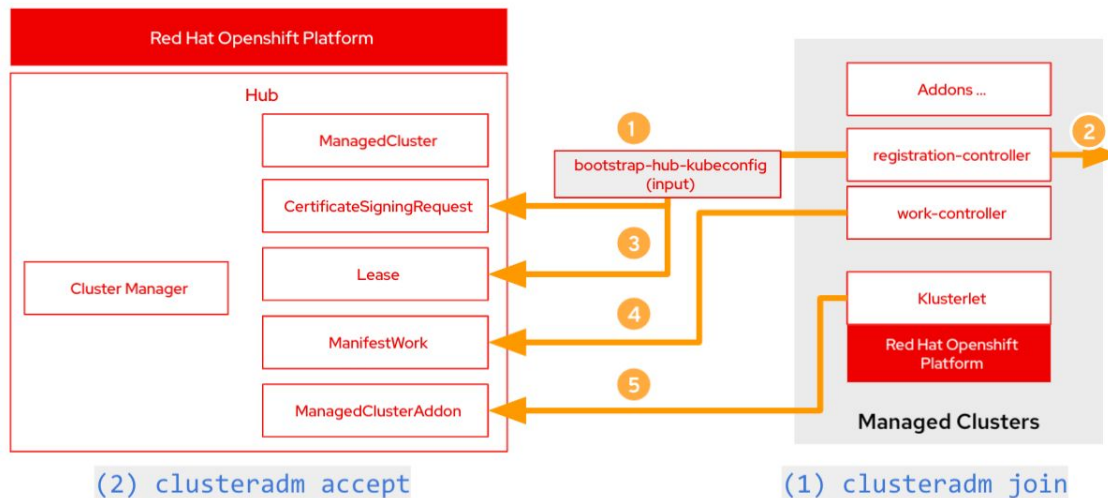 Red Hat Openshift Platform
Hub
ManagedCluster
CertificateSigningRequest
Cluster Manager
Lease
ManifestWork
ManagedClusterAddon
(2) clusteradm accept
1
bootstrap-hub-kubeconfig
(input)
3
4
5
Addons ...
registration-controller
2
work-controller
Klusterlet
Red Hat Openshift
Platform
Managed Clusters
(1) clusteradm join